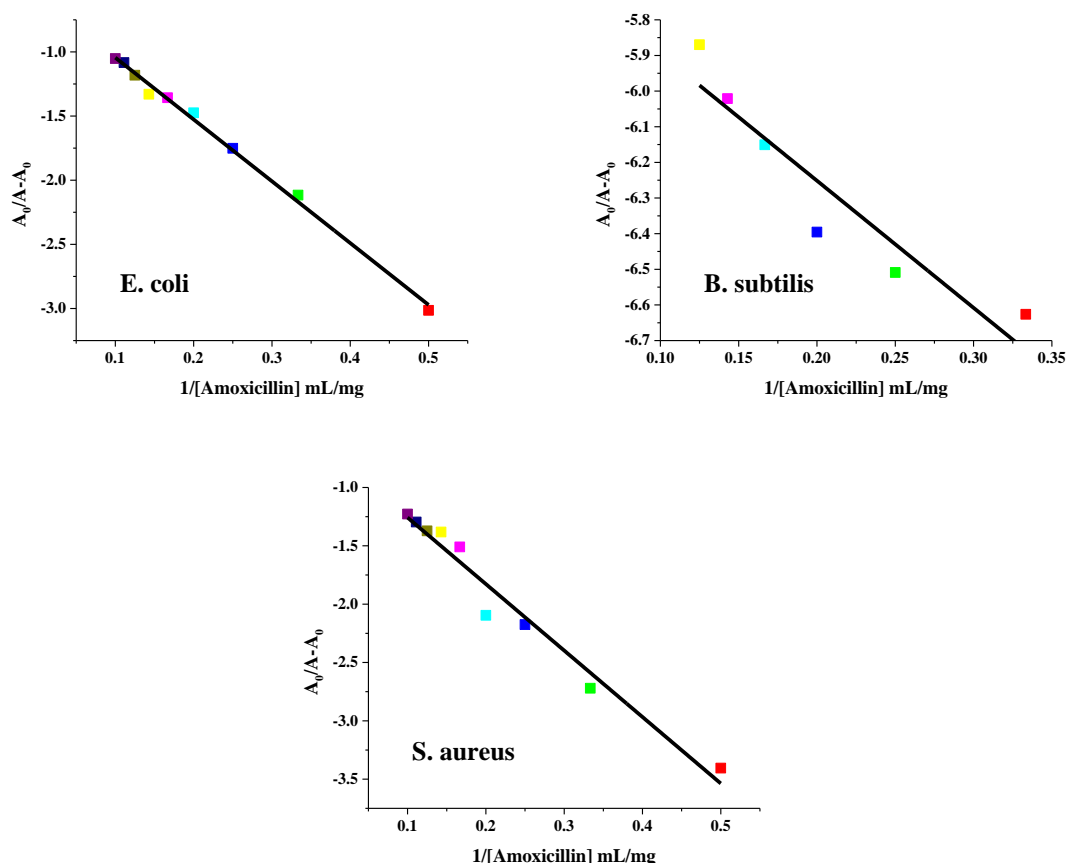 -1.0
-1.5
-2.0
-2.5
-3.0
A₀/A-A₀
E. coli
0.1 0.2 0.3 0.4 0.5
1/[Amoxicillin] mL/mg
-5.8
-5.9
-6.0
-6.1
-6.2
-6.3
-6.4
-6.5
-6.6
-6.7
A₀/A-A₀
B. subtilis
0.10 0.15 0.20 0.25 0.30 0.35
1/[Amoxicillin] mL/mg
-1.0
-1.5
-2.0
-2.5
-3.0
-3.5
A₀/A-A₀
S. aureus
0.1 0.2 0.3 0.4 0.5
1/[Amoxicillin] mL/mg